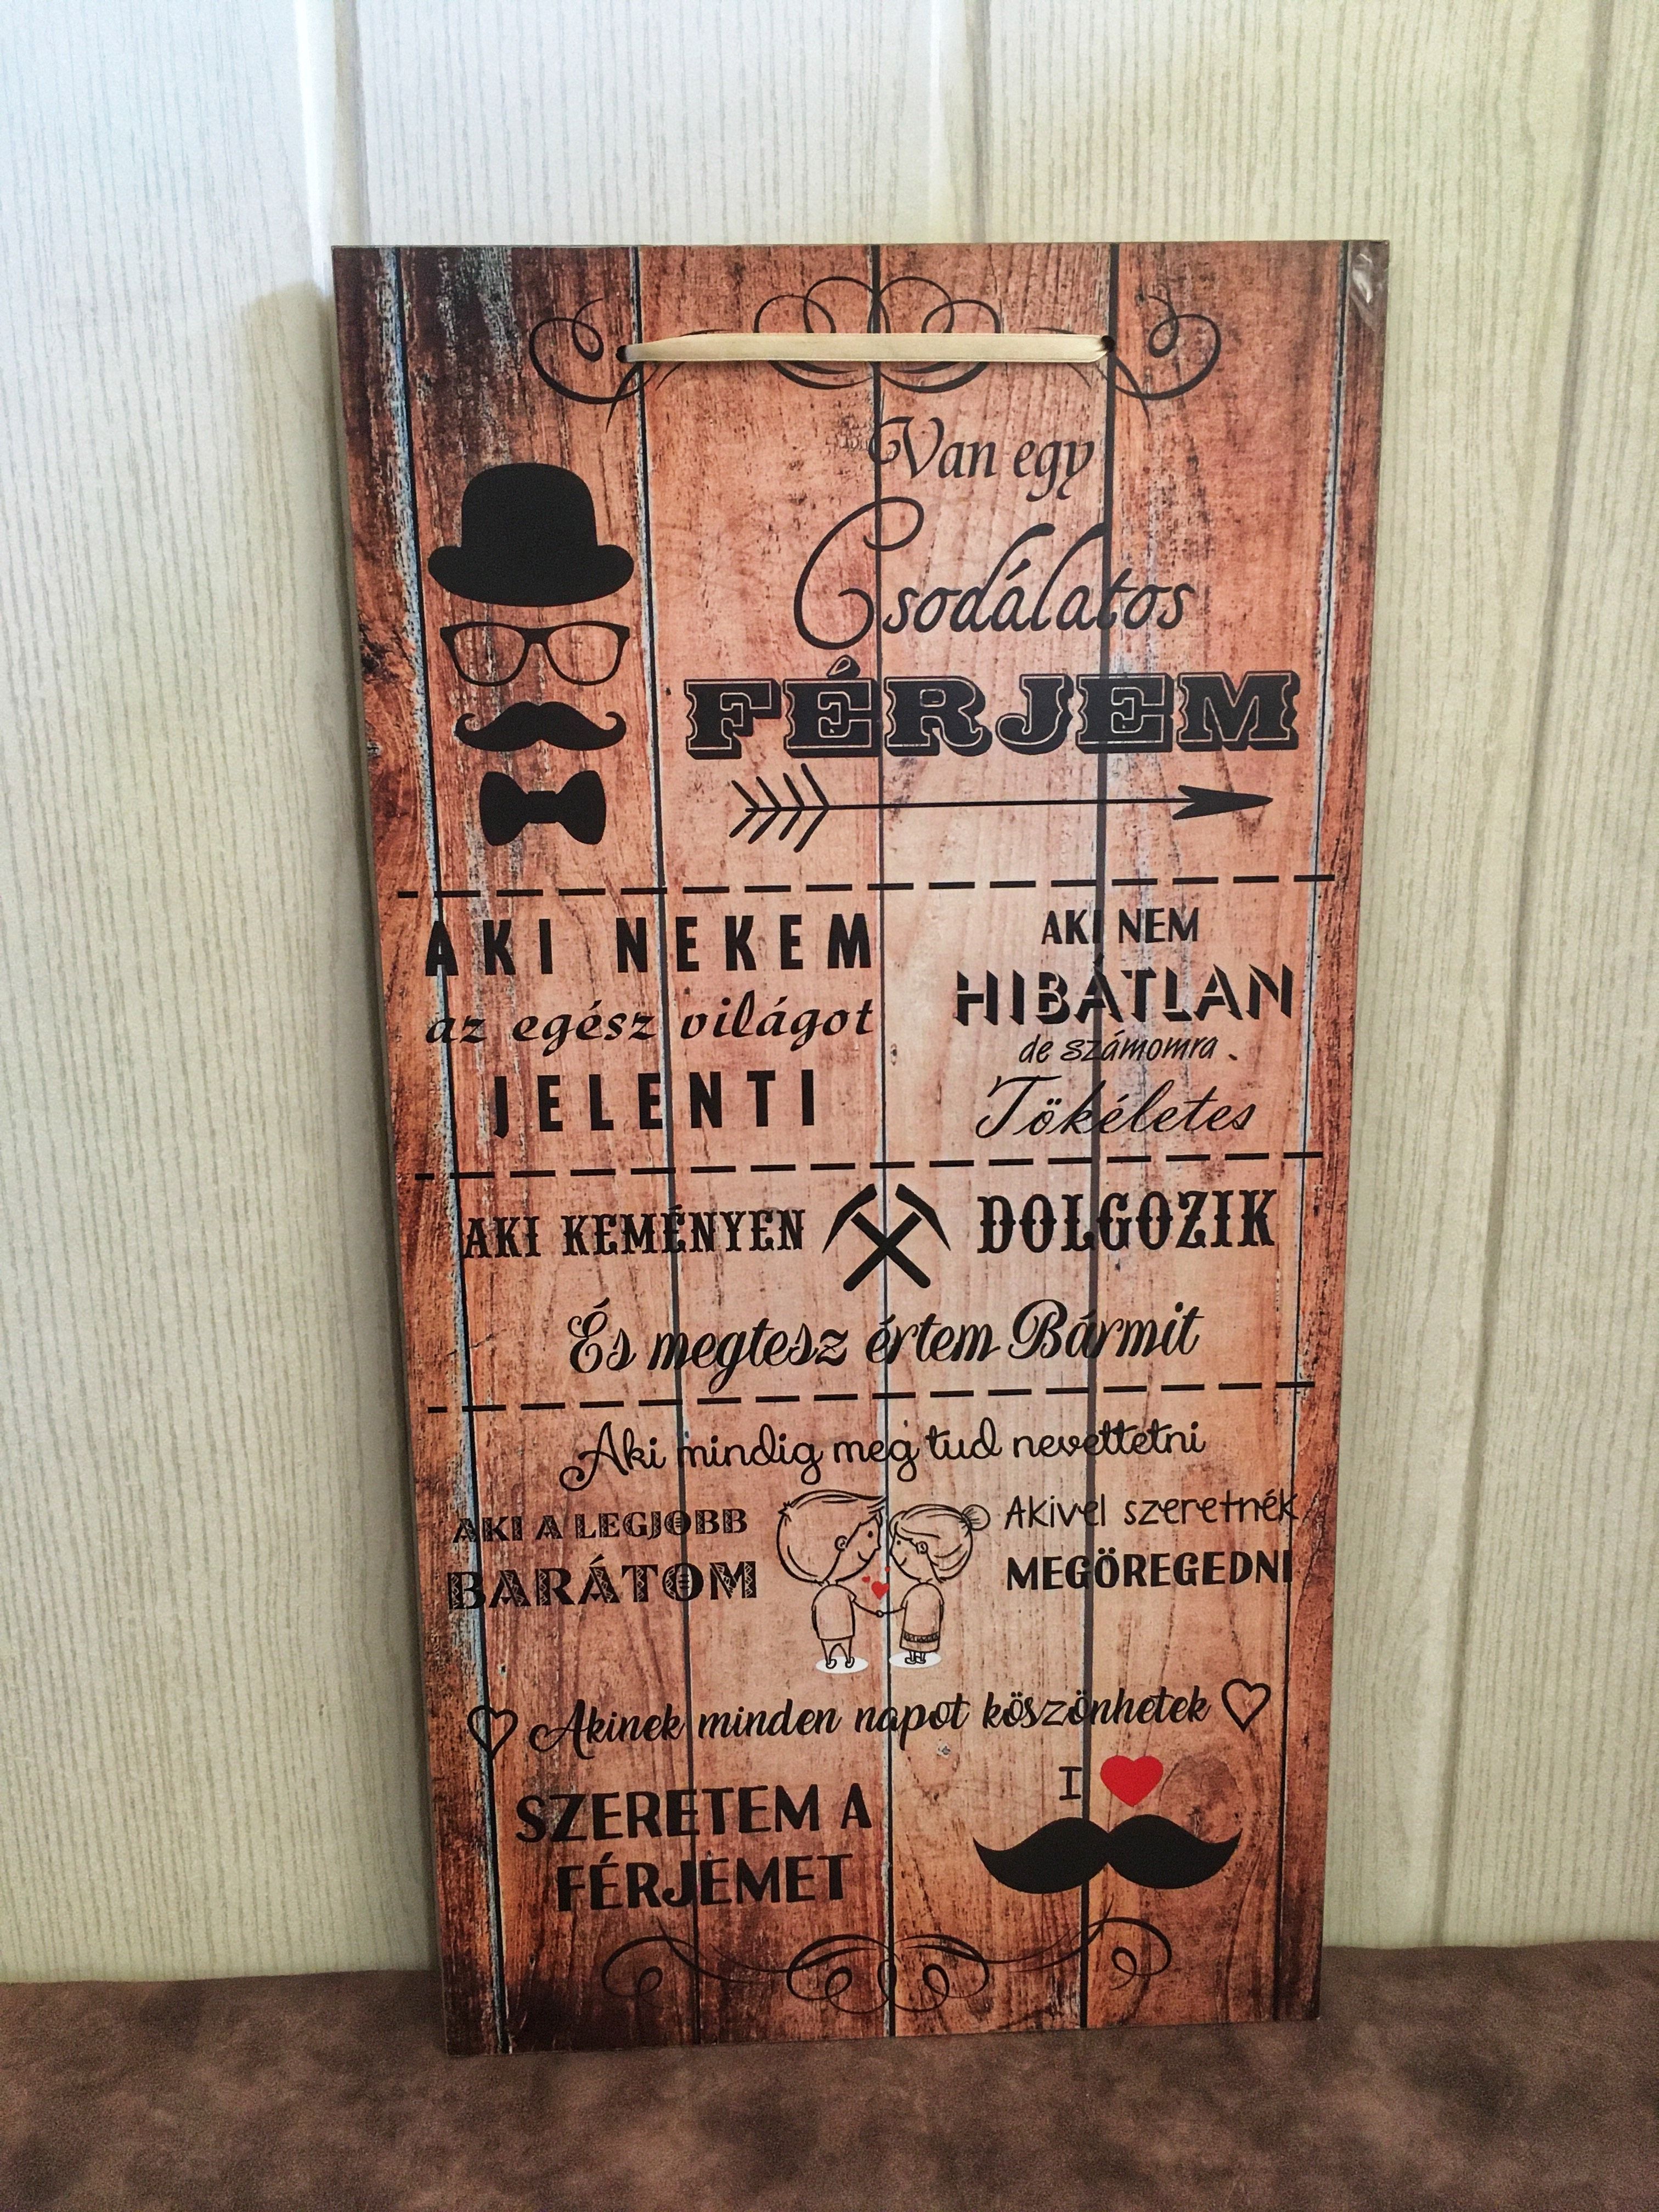 Van egy
Csodálatos
FÉRJEM
AKI NEKEM
az egész világot
JELENTI
AKI NEM
HIBÁTLAN
de számomra
Tökéletes
AKI KEMÉNYEN DOLGOZIK
És megtesz értem Bármit
Aki mindig meg tud nevettetni
AKI A LEGJOBB
BARÁTOM
Akivel szeretnék
MEGÖREGEDNI
Akinek minden napot köszönhetek
SZERETEM A
FÉRJEMET
I